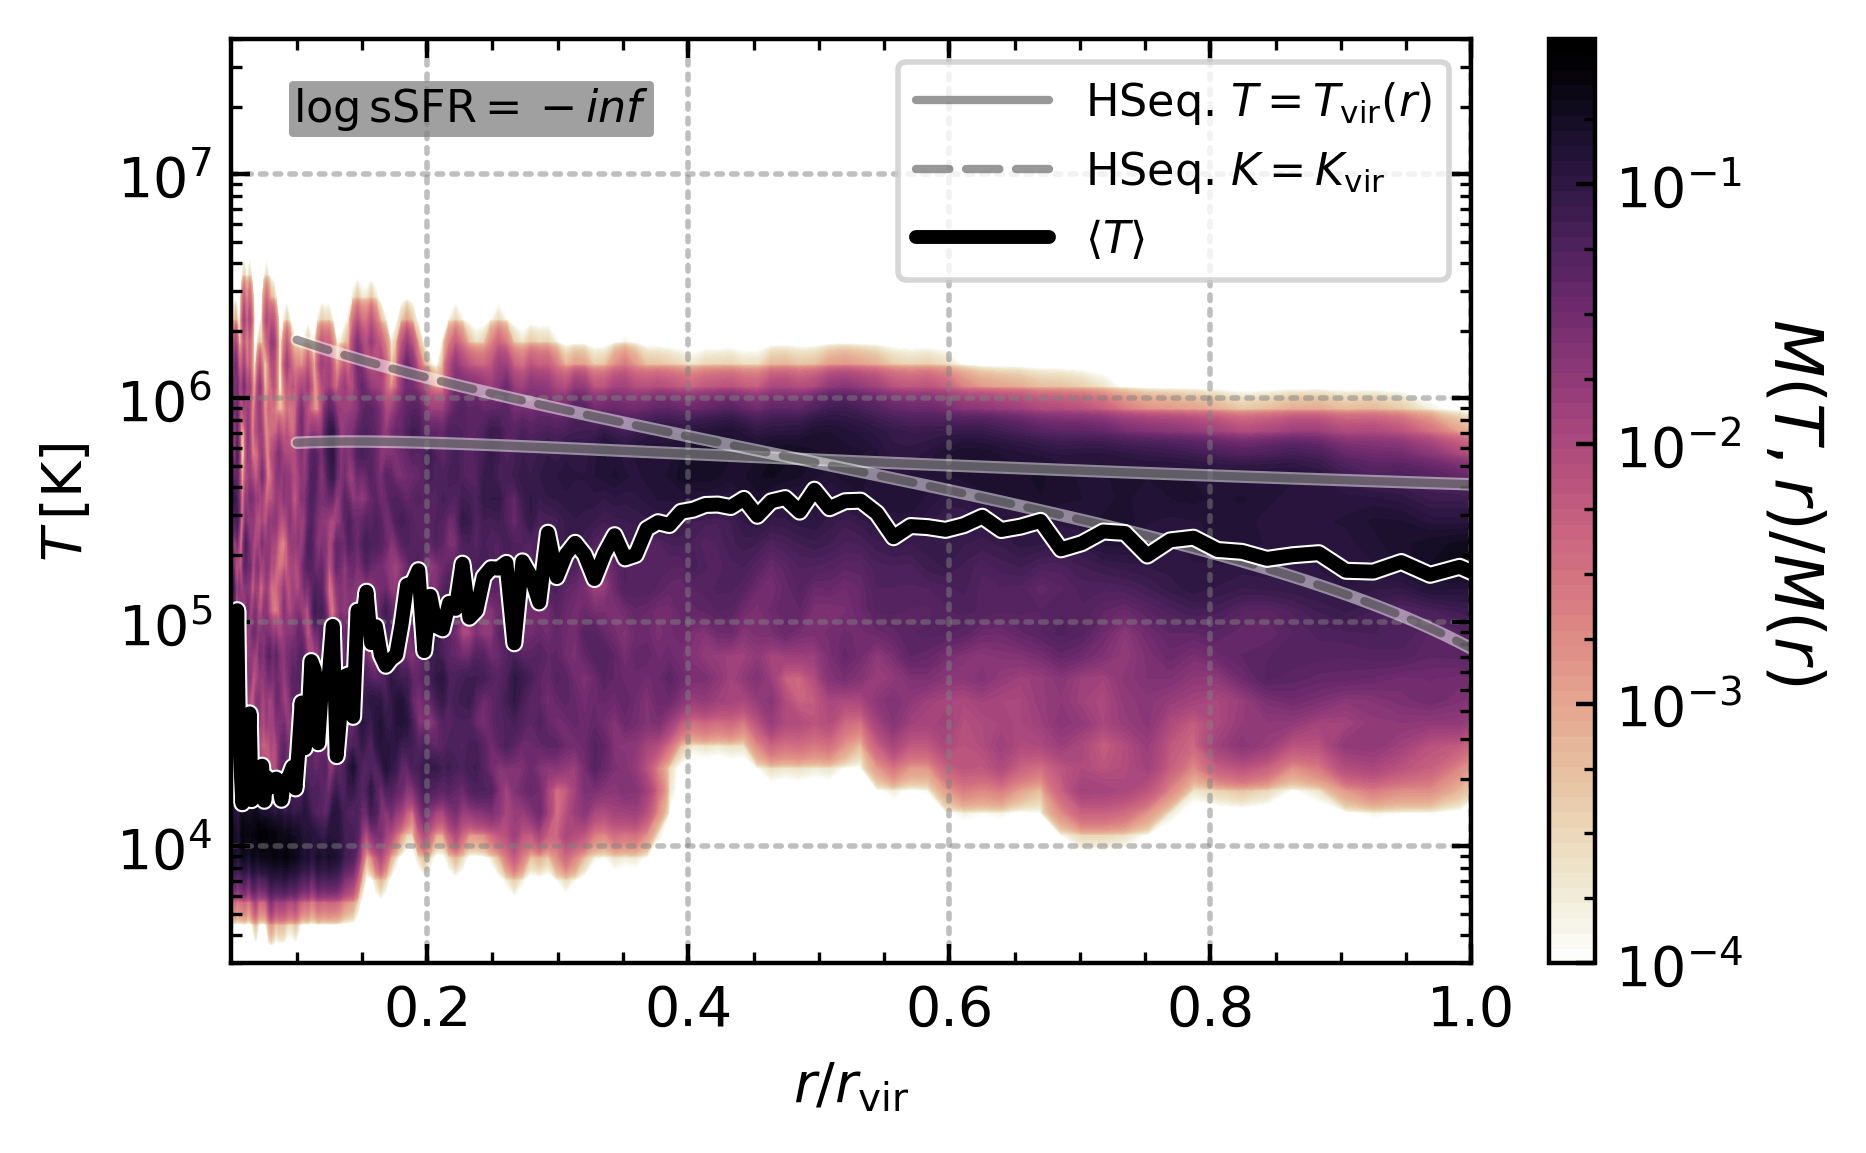 log sSFR = −inf
HSeq. T = T_vir(r)
HSeq. K = K_vir
⟨T⟩
10^7
10^6
10^5
10^4
T [K]
0.2 0.4 0.6 0.8 1.0
r/r_vir
10^−1
10^−2
10^−3
10^−4
M(T, r)/M(r)